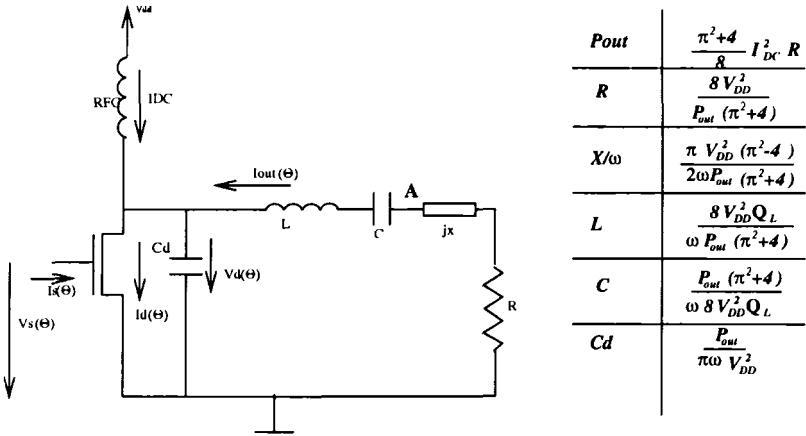 Vdd
RFC
IDC
Iout(Θ)
A
L
C
jx
Cd
Vd(Θ)
Is(Θ)
Id(Θ)
Vs(Θ)
R
Pout π²+4 / 8 I²DC R
R 8 V²DD / Pout (π²+4)
X/ω π V²DD (π²-4) / 2ωPout (π²+4)
L 8 V²DD QL / ω Pout (π²+4)
C Pout (π²+4) / ω 8 V²DD QL
Cd Pout / πω V²DD